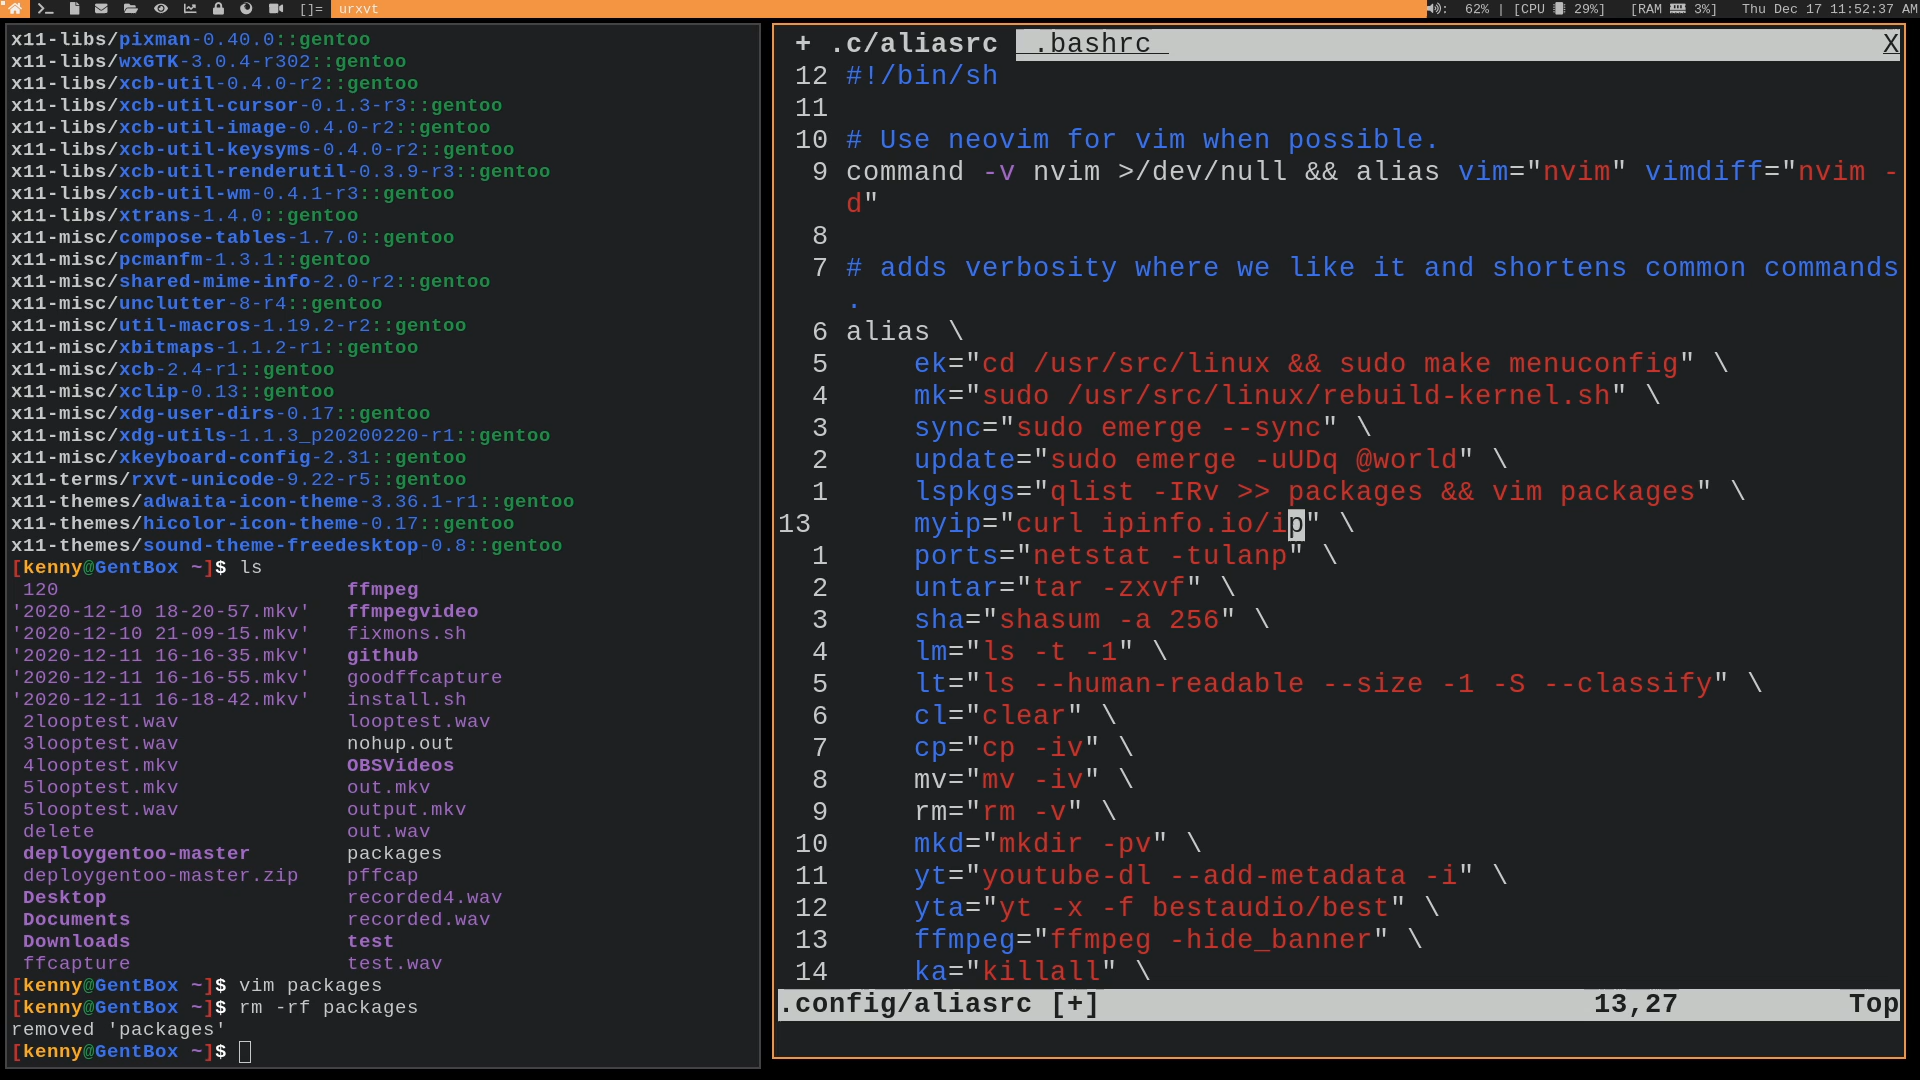 []= urxvt
: 62% | [CPU 29%] [RAM 3%] Thu Dec 17 11:52:37 AM
x11-libs/pixman-0.40.0::gentoo
x11-libs/wxGTK-3.0.4-r302::gentoo
x11-libs/xcb-util-0.4.0-r2::gentoo
x11-libs/xcb-util-cursor-0.1.3-r3::gentoo
x11-libs/xcb-util-image-0.4.0-r2::gentoo
x11-libs/xcb-util-keysyms-0.4.0-r2::gentoo
x11-libs/xcb-util-renderutil-0.3.9-r3::gentoo
x11-libs/xcb-util-wm-0.4.1-r3::gentoo
x11-libs/xtrans-1.4.0::gentoo
x11-misc/compose-tables-1.7.0::gentoo
x11-misc/pcmanfm-1.3.1::gentoo
x11-misc/shared-mime-info-2.0-r2::gentoo
x11-misc/unclutter-8-r4::gentoo
x11-misc/util-macros-1.19.2-r2::gentoo
x11-misc/xbitmaps-1.1.2-r1::gentoo
x11-misc/xcb-2.4-r1::gentoo
x11-misc/xclip-0.13::gentoo
x11-misc/xdg-user-dirs-0.17::gentoo
x11-misc/xdg-utils-1.1.3_p20200220-r1::gentoo
x11-misc/xkeyboard-config-2.31::gentoo
x11-terms/rxvt-unicode-9.22-r5::gentoo
x11-themes/adwaita-icon-theme-3.36.1-r1::gentoo
x11-themes/hicolor-icon-theme-0.17::gentoo
x11-themes/sound-theme-freedesktop-0.8::gentoo
[kenny@GentBox ~]$ ls
120 ffmpeg
'2020-12-10 18-20-57.mkv' ffmpegvideo
'2020-12-10 21-09-15.mkv' fixmons.sh
'2020-12-11 16-16-35.mkv' github
'2020-12-11 16-16-55.mkv' goodffcapture
'2020-12-11 16-18-42.mkv' install.sh
2looptest.wav looptest.wav
3looptest.wav nohup.out
4looptest.mkv OBSVideos
5looptest.mkv out.mkv
5looptest.wav output.mkv
delete out.wav
deploygentoo-master packages
deploygentoo-master.zip pffcap
Desktop recorded4.wav
Documents recorded.wav
Downloads test
ffcapture test.wav
[kenny@GentBox ~]$ vim packages
[kenny@GentBox ~]$ rm -rf packages
removed 'packages'
[kenny@GentBox ~]$
+ .c/aliasrc .bashrc X
12 #!/bin/sh
11
10 # Use neovim for vim when possible.
9 command -v nvim >/dev/null && alias vim="nvim" vimdiff="nvim -
d"
8
7 # adds verbosity where we like it and shortens common commands
.
6 alias \
5 ek="cd /usr/src/linux && sudo make menuconfig" \
4 mk="sudo /usr/src/linux/rebuild-kernel.sh" \
3 sync="sudo emerge --sync" \
2 update="sudo emerge -uUDq @world" \
1 lspkgs="qlist -IRv >> packages && vim packages" \
13 myip="curl ipinfo.io/ip" \
1 ports="netstat -tulanp" \
2 untar="tar -zxvf" \
3 sha="shasum -a 256" \
4 lm="ls -t -1" \
5 lt="ls --human-readable --size -1 -S --classify" \
6 cl="clear" \
7 cp="cp -iv" \
8 mv="mv -iv" \
9 rm="rm -v" \
10 mkd="mkdir -pv" \
11 yt="youtube-dl --add-metadata -i" \
12 yta="yt -x -f bestaudio/best" \
13 ffmpeg="ffmpeg -hide_banner" \
14 ka="killall" \
.config/aliasrc [+] 13,27 Top